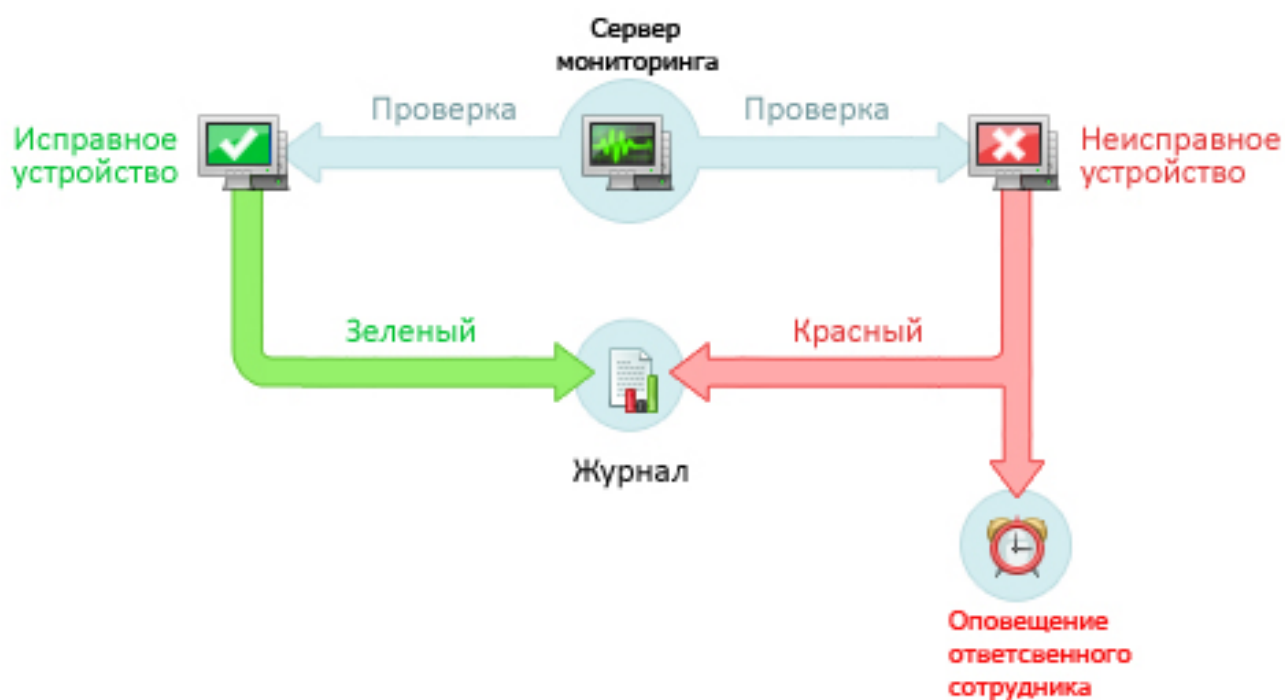 Сервер
мониторинга
Проверка
Проверка
Исправное
устройство
Неисправное
устройство
Зеленый
Красный
Журнал
Оповещение
ответсвенного
сотрудника